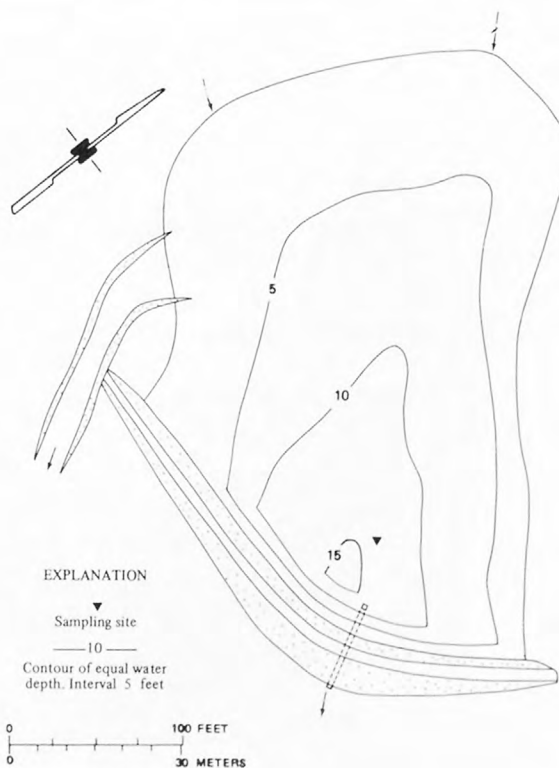 5
10
15
EXPLANATION
Sampling site
10
Contour of equal water
depth. Interval 5 feet
0 100 FEET
0 30 METERS